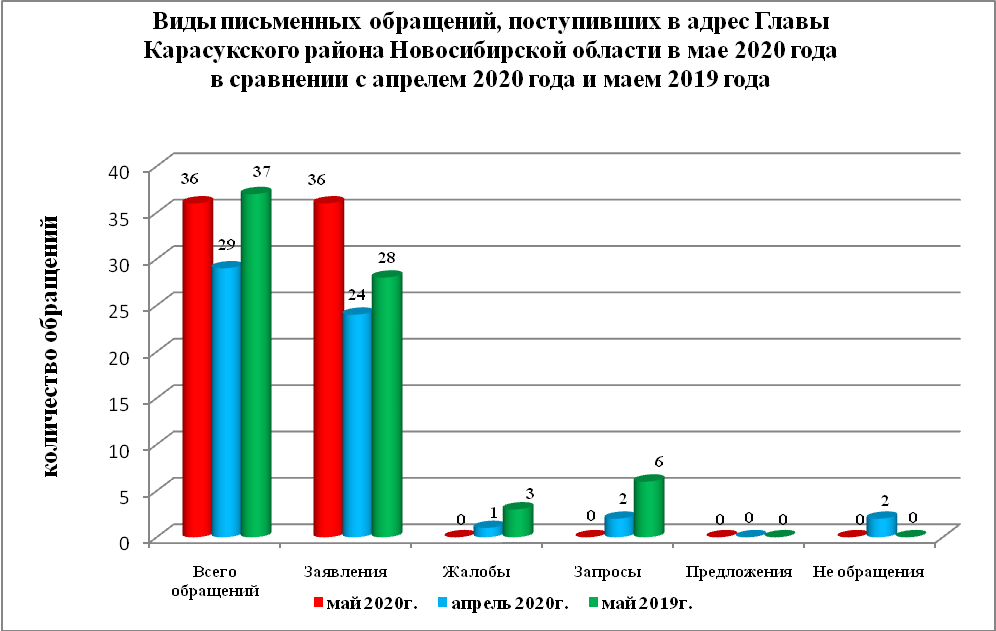 Виды письменных обращений, поступивших в адрес Главы
Карасукского района Новосибирской области в мае 2020 года
в сравнении с апрелем 2020 года и маем 2019 года
количество обращений
40
35
30
25
20
15
10
5
0
36
29
37
36
24
28
0
1
3
0
2
6
0
0
0
0
2
0
Всего
обращений
Заявления
Жалобы
Запросы
Предложения
Не обращения
май 2020г.
апрель 2020г.
май 2019г.